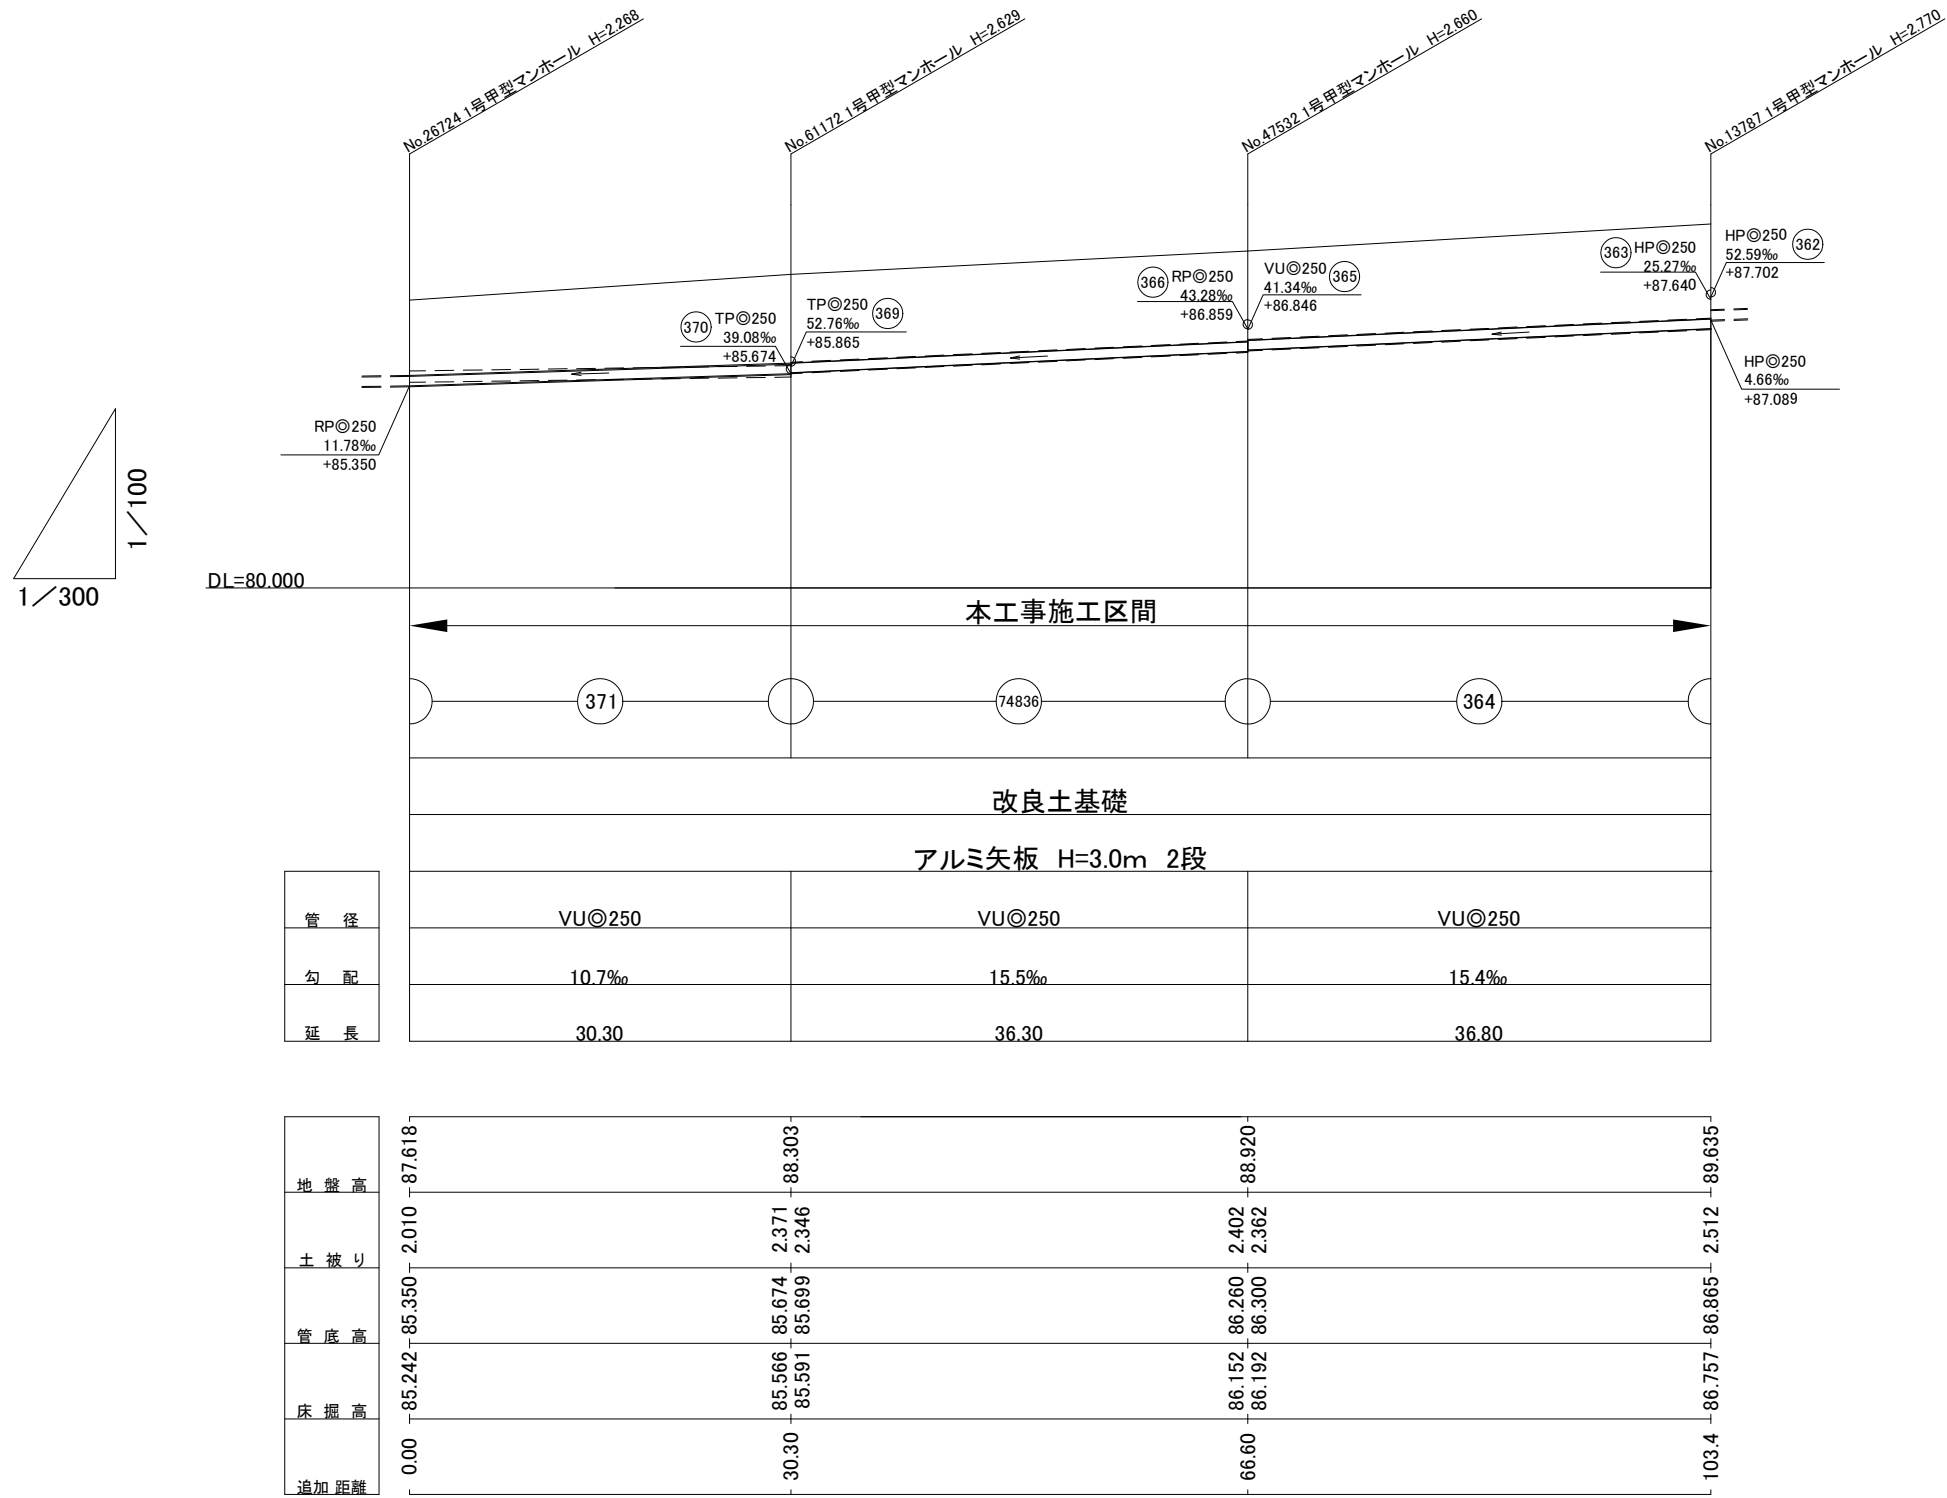 No.26724 1号甲型マンホール H=2.268
No.61172 1号甲型マンホール H=2.629
No.47532 1号甲型マンホール H=2.660
No.13787 1号甲型マンホール H=2.770
370 TP◎250
39.08‰
+85.674
TP◎250 369
52.76‰
+85.865
366 RP◎250
43.28‰
+86.859
VU◎250 365
41.34‰
+86.846
363 HP◎250
25.27‰
+87.640
HP◎250 362
52.59‰
+87.702
RP◎250
11.78‰
+85.350
HP◎250
4.66‰
+87.089
1/100
1/300
DL=80.000
本工事施工区間
371 74836 364
改良土基礎
アルミ矢板 H=3.0m 2段
管 径 VU◎250 VU◎250 VU◎250
勾 配 10.7‰ 15.5‰ 15.4‰
延 長 30.30 36.30 36.80
地 盤 高 87.618 88.303 88.920 89.635
土 被 り 2.010 2.371 2.346 2.402 2.362 2.512
管 底 高 85.350 85.674 85.699 86.260 86.300 86.865
床 掘 高 85.242 85.566 85.591 86.152 86.192 86.757
追加 距離 0.00 30.30 66.60 103.4